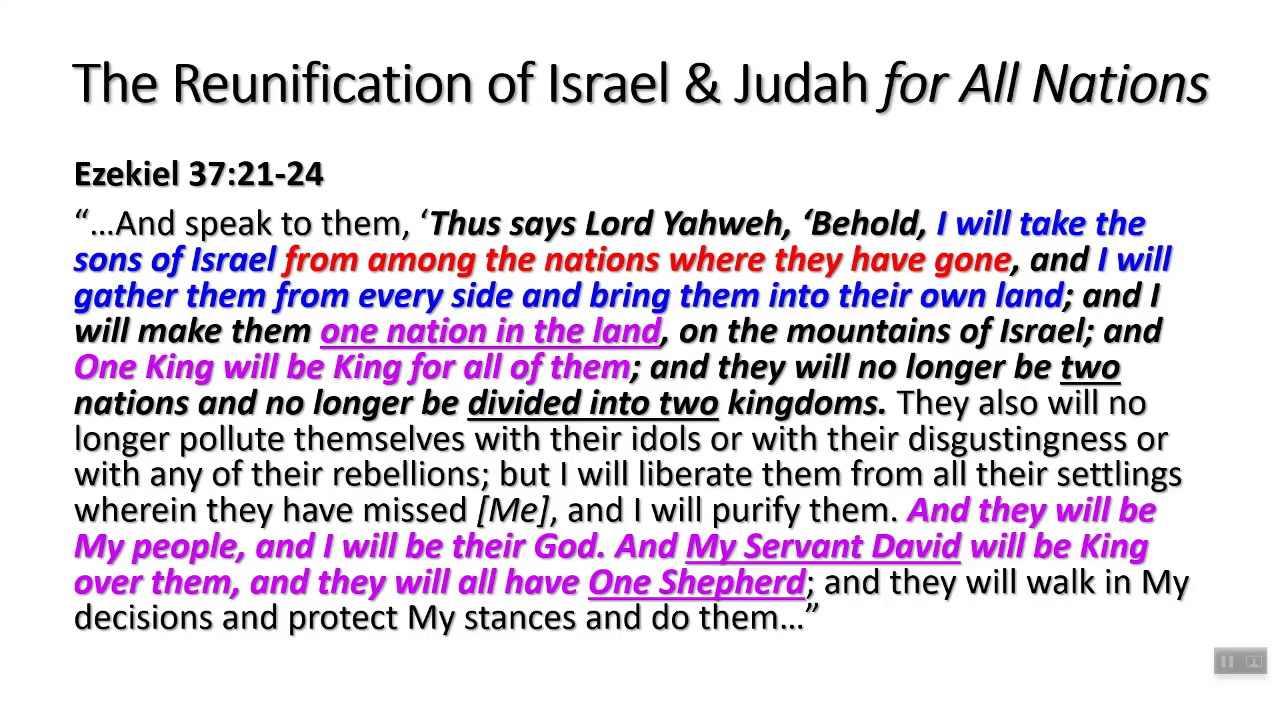 The Reunification of Israel & Judah for All Nations
Ezekiel 37:21-24
“…And speak to them, ‘Thus says Lord Yahweh, ‘Behold, I will take the
sons of Israel from among the nations where they have gone, and I will
gather them from every side and bring them into their own land; and I
will make them one nation in the land, on the mountains of Israel; and
One King will be King for all of them; and they will no longer be two
nations and no longer be divided into two kingdoms. They also will no
longer pollute themselves with their idols or with their disgustingness or
with any of their rebellions; but I will liberate them from all their settlings
wherein they have missed [Me], and I will purify them. And they will be
My people, and I will be their God. And My Servant David will be King
over them, and they will all have One Shepherd; and they will walk in My
decisions and protect My stances and do them…”